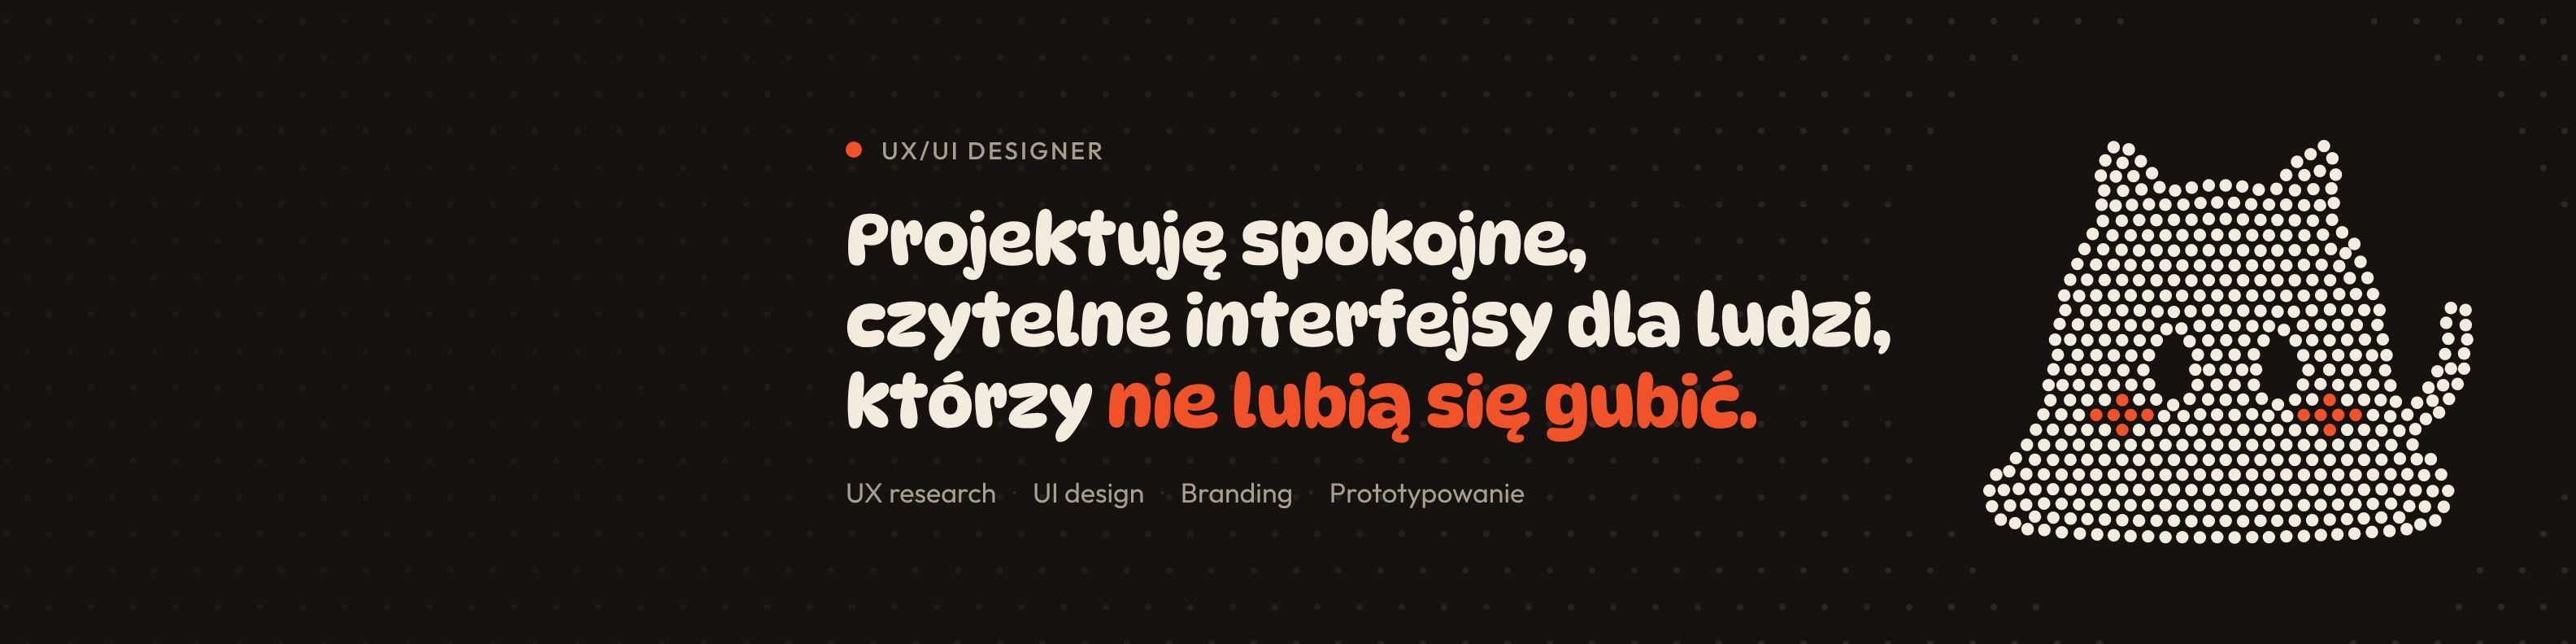 UX/UI DESIGNER
Projektuję spokojne,
czytelne interfejsy dla ludzi,
którzy nie lubią się gubić.
UX research · UI design · Branding · Prototypowanie